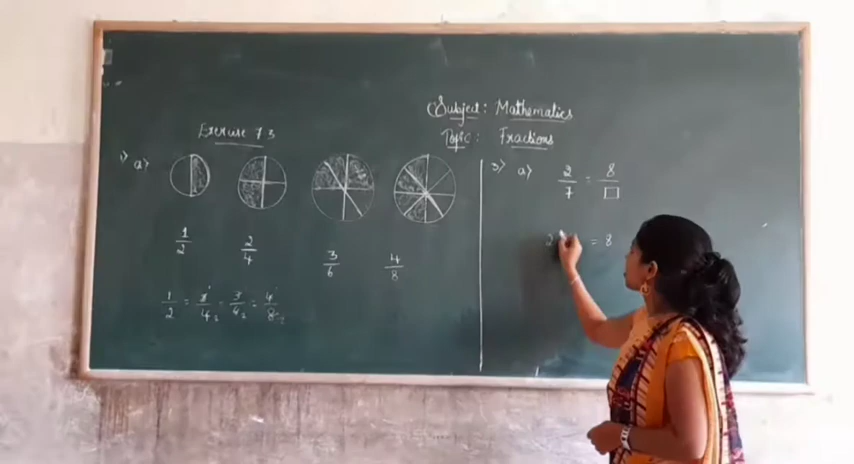 Subject: Mathematics
Topic: Fractions
Exercise 7.3
1) a)
1/2 2/4 3/6 4/8
3) a) 2/7 = 8/□
2 = 8